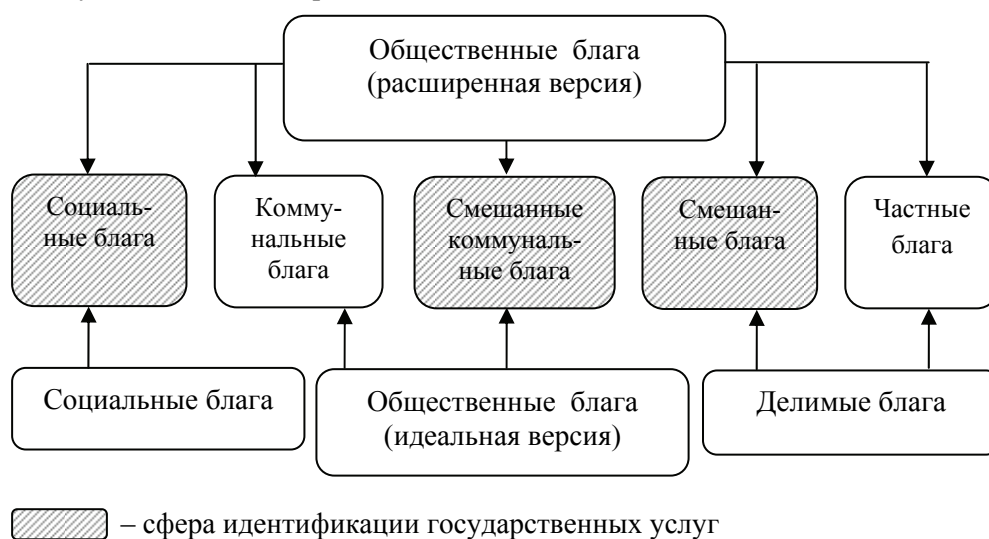 Общественные блага
(расширенная версия)
Социаль-
ные блага
Комму-
нальные
блага
Смешанные
коммуналь-
ные блага
Смешан-
ные блага
Частные
блага
Социальные блага
Общественные блага
(идеальная версия)
Делимые блага
– сфера идентификации государственных услуг